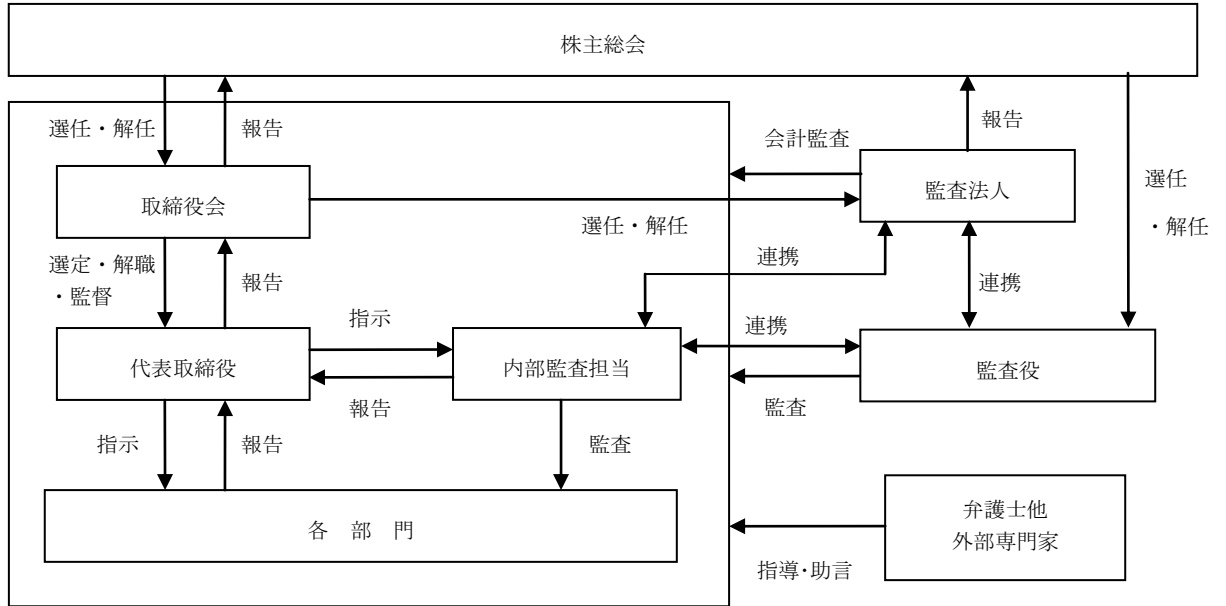 株主総会
選任・解任
報告
会計監査
報告
選任
・解任
取締役会
監査法人
選任・解任
選定・解職
・監督
報告
連携
連携
指示
連携
代表取締役
内部監査担当
監査役
報告
監査
指示
報告
監査
各 部 門
弁護士他
外部専門家
指導・助言